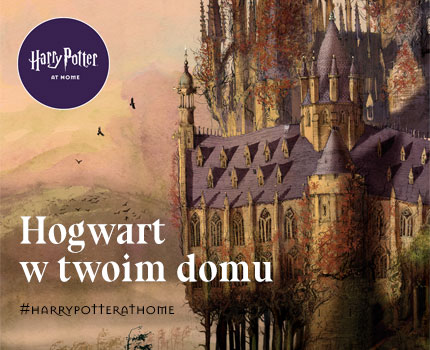 Harry Potter
AT HOME
Hogwart
w twoim domu
#HARRYPOTTERATHOME